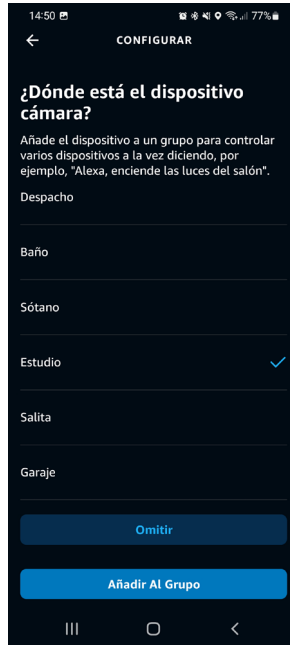 14:50 77%
CONFIGURAR
¿Dónde está el dispositivo
cámara?
Añade el dispositivo a un grupo para controlar
varios dispositivos a la vez diciendo, por
ejemplo, "Alexa, enciende las luces del salón".
Despacho
Baño
Sótano
Estudio
Salita
Garaje
Omitir
Añadir Al Grupo